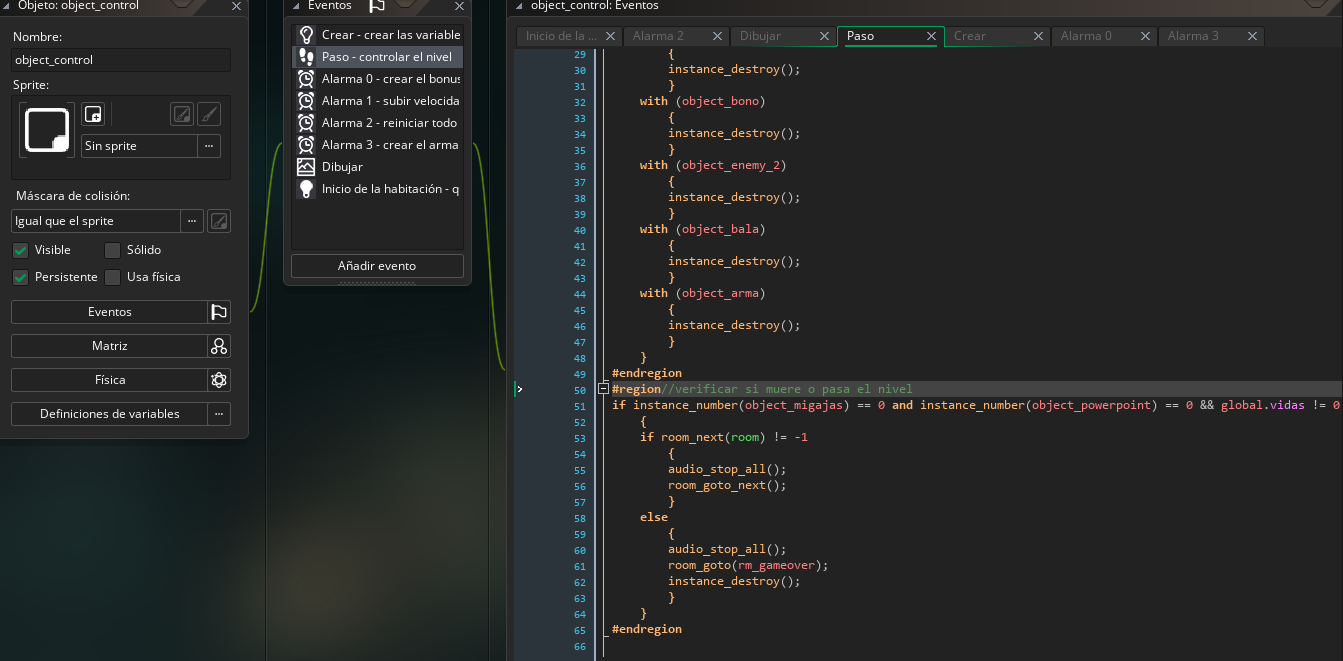 Objeto: object_control
Nombre:
object_control
Sprite:
Sin sprite
...
Máscara de colisión:
Igual que el sprite
...
Visible
Sólido
Persistente
Usa física
Eventos
Matriz
Física
Definiciones de variables
...
Eventos
Crear - crear las variable
Paso - controlar el nivel
Alarma 0 - crear el bonus
Alarma 1 - subir velocida
Alarma 2 - reiniciar todo
Alarma 3 - crear el arma
Dibujar
Inicio de la habitación - q
Añadir evento
object_control: Eventos
Inicio de la ...
Alarma 2
Dibujar
Paso
Crear
Alarma 0
Alarma 3
29 {
30 instance_destroy();
31 }
32 with (object_bono)
33 {
34 instance_destroy();
35 }
36 with (object_enemy_2)
37 {
38 instance_destroy();
39 }
40 with (object_bala)
41 {
42 instance_destroy();
43 }
44 with (object_arma)
45 {
46 instance_destroy();
47 }
48 }
49 #endregion
50 #region//verificar si muere o pasa el nivel
51 if instance_number(object_migajas) == 0 and instance_number(object_powerpoint) == 0 && global.vidas != 0
52 {
53 if room_next(room) != -1
54 {
55 audio_stop_all();
56 room_goto_next();
57 }
58 else
59 {
60 audio_stop_all();
61 room_goto(rm_gameover);
62 instance_destroy();
63 }
64 }
65 #endregion
66